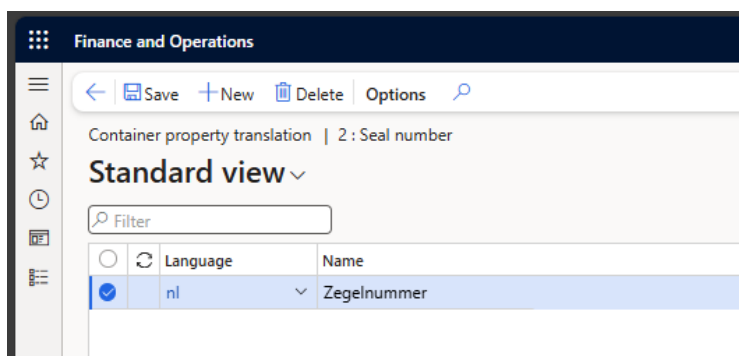 Finance and Operations
Save New Delete Options
Container property translation | 2 : Seal number
Standard view
Filter
Language Name
nl Zegelnummer